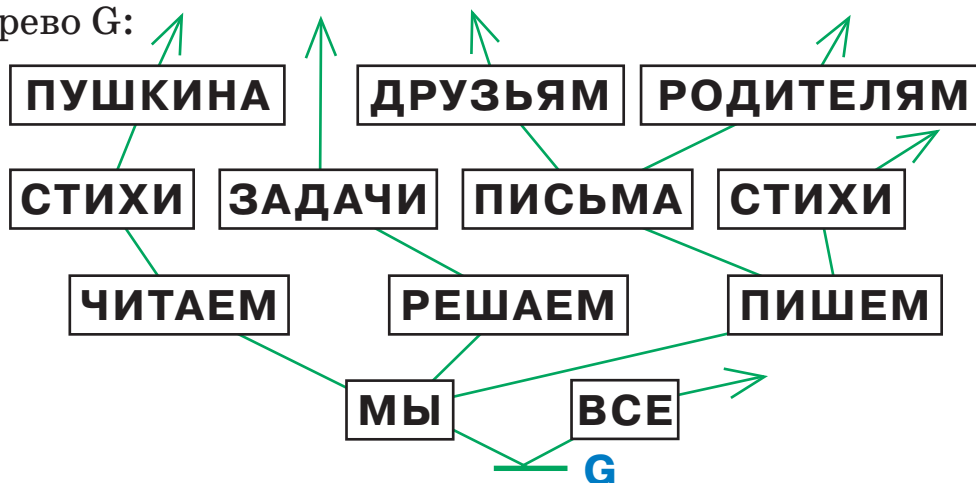 рево G:
ПУШКИНА ДРУЗЬЯМ РОДИТЕЛЯМ
СТИХИ ЗАДАЧИ ПИСЬМА СТИХИ
ЧИТАЕМ РЕШАЕМ ПИШЕМ
МЫ ВСЕ
G